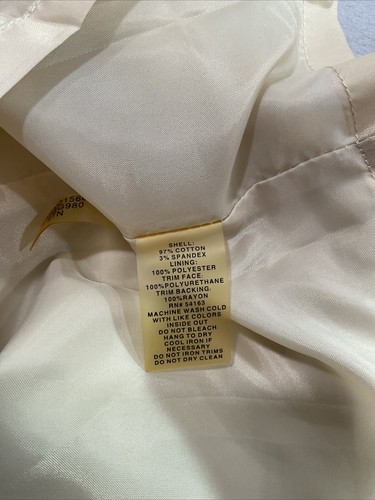 980
SHELL:
97% COTTON
3% SPANDEX
LINING:
100% POLYESTER
TRIM FACE:
100%POLYURETHANE
TRIM BACKING:
100%RAYON
RN# 54163
MACHINE WASH COLD
WITH LIKE COLORS
INSIDE OUT
DO NOT BLEACH
HANG TO DRY
COOL IRON IF
NECESSARY
DO NOT IRON TRIMS
DO NOT DRY CLEAN